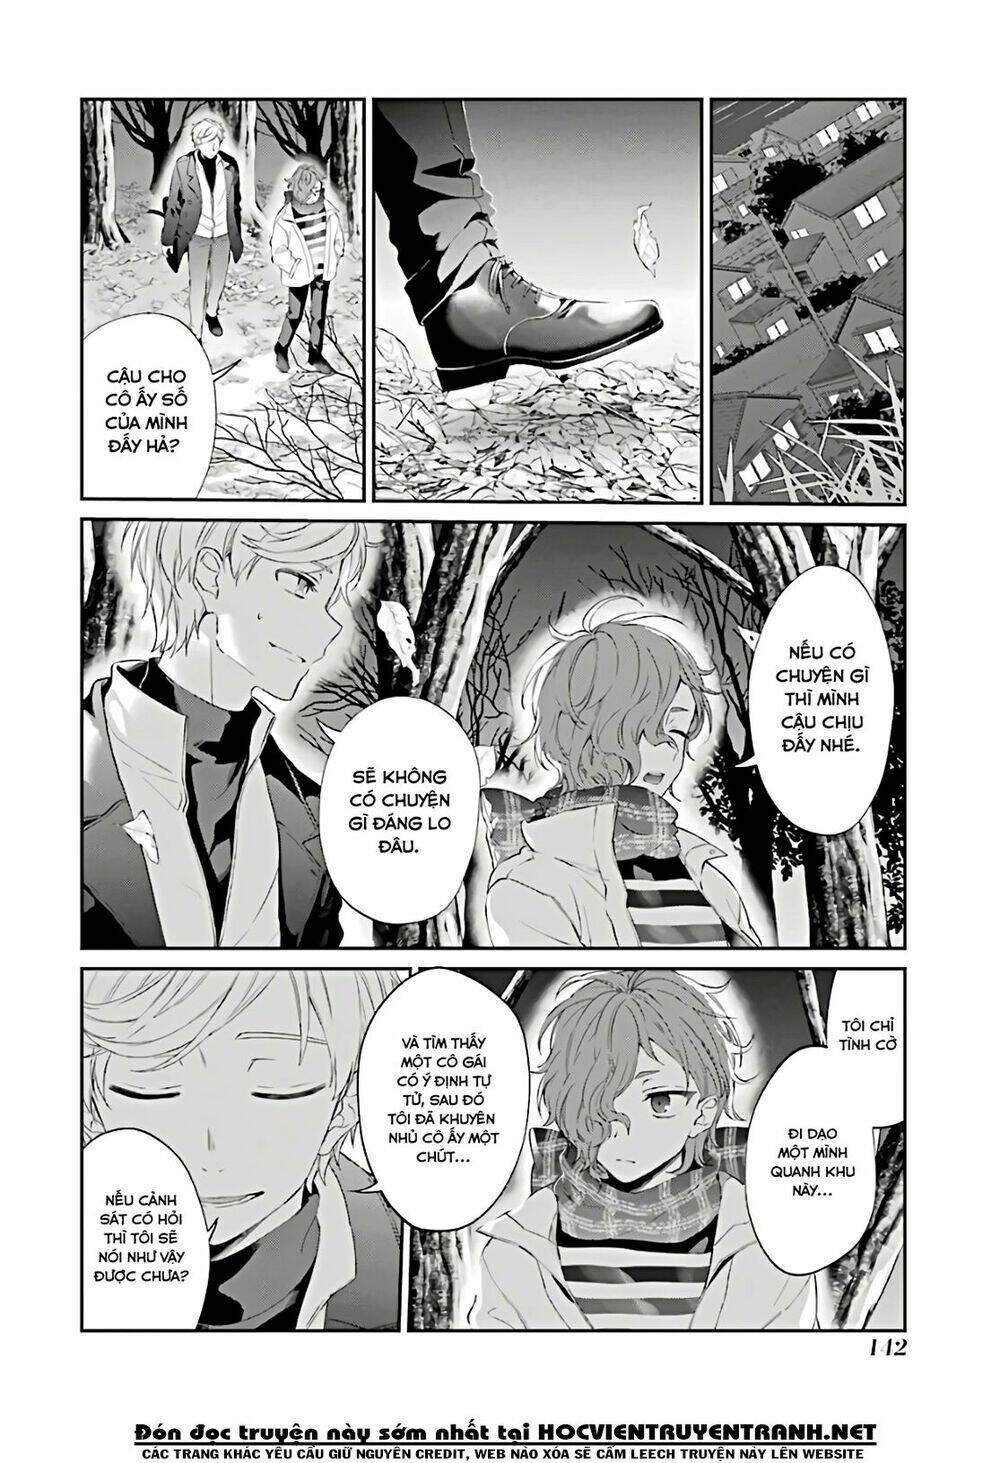 CẬU CHO
CÔ ẤY SỐ
CỦA MÌNH
ĐẤY HẢ?
NẾU CÓ
CHUYỆN GÌ
THÌ MÌNH
CẬU CHỊU
ĐẤY NHÉ.
SẼ KHÔNG
CÓ CHUYỆN
GÌ ĐÁNG LO
ĐÂU.
TÔI CHỈ
TÌNH CỜ
ĐI DẠO
MỘT MÌNH
QUANH KHU
NÀY...
VÀ TÌM THẤY
MỘT CÔ GÁI
CÓ Ý ĐỊNH TỰ
TỬ, SAU ĐÓ
TÔI ĐÃ KHUYÊN
NHỦ CÔ ẤY MỘT
CHÚT...
NẾU CẢNH
SÁT CÓ HỎI
THÌ TÔI SẼ
NÓI NHƯ VẬY
ĐƯỢC CHƯA?
142
Đón đọc truyện này sớm nhất tại HOCVIENTRUYENTRANH.NET
CÁC TRANG KHÁC YÊU CẦU GIỮ NGUYÊN CREDIT, WEB NÀO XÓA SẼ CẤM LEECH TRUYỆN NÀY LÊN WEBSITE